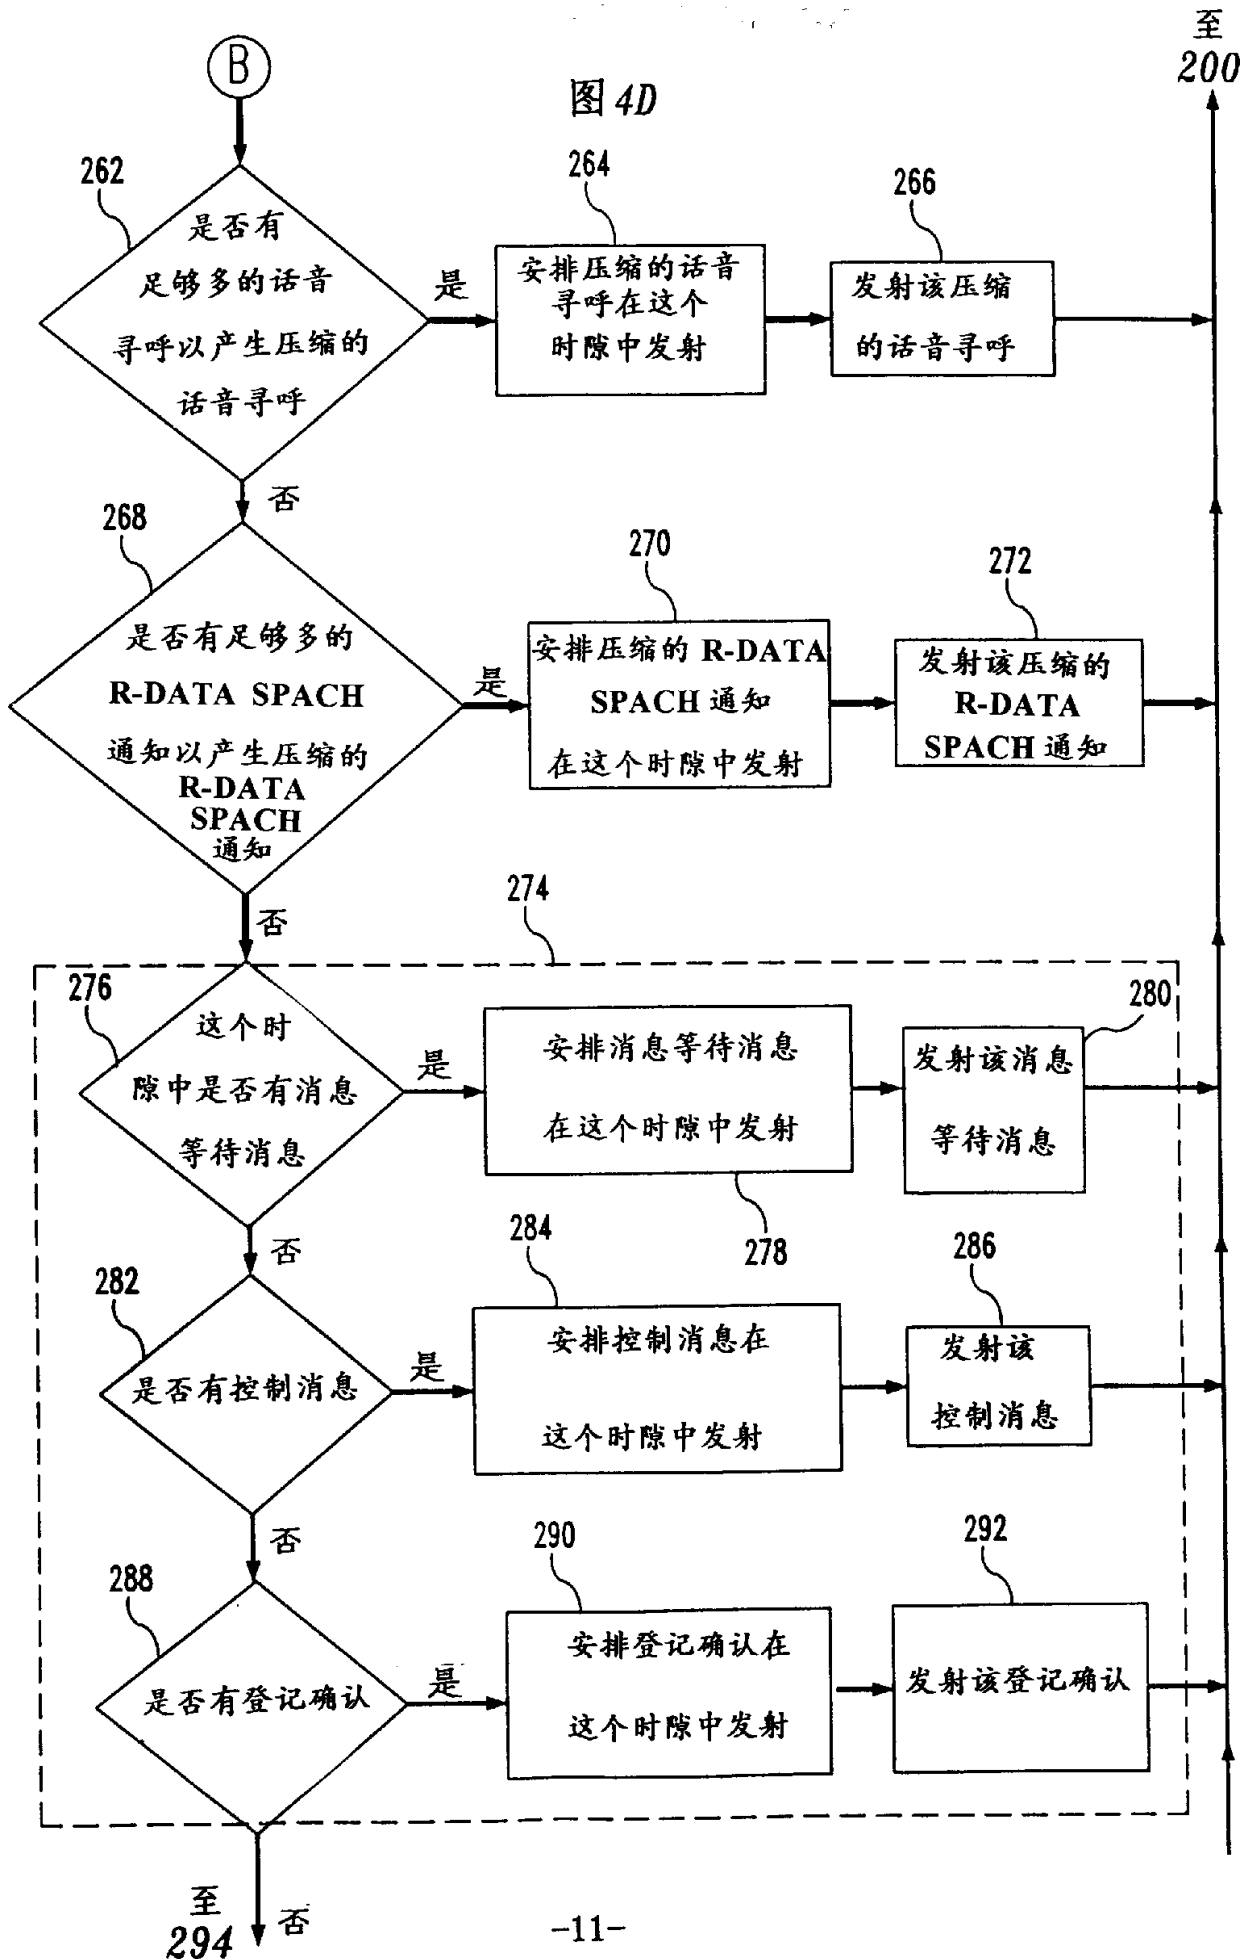 至
200
B
图 4D
262
264
266
是否有
足够多的话音
寻呼以产生压缩的
话音寻呼
是
安排压缩的话音
寻呼在这个
时隙中发射
发射该压缩
的话音寻呼
否
268
270
272
是否有足够多的
R-DATA SPACH
通知以产生压缩的
R-DATA
SPACH
通知
是
安排压缩的 R-DATA
SPACH 通知
在这个时隙中发射
发射该压缩的
R-DATA
SPACH 通知
否
274
276
280
这个时
隙中是否有消息
等待消息
是
安排消息等待消息
在这个时隙中发射
278
发射该消息
等待消息
否
282
284
286
是否有控制消息
是
安排控制消息在
这个时隙中发射
发射该
控制消息
否
288
290
292
是否有登记确认
是
安排登记确认在
这个时隙中发射
发射该登记确认
至
294
否
-11-